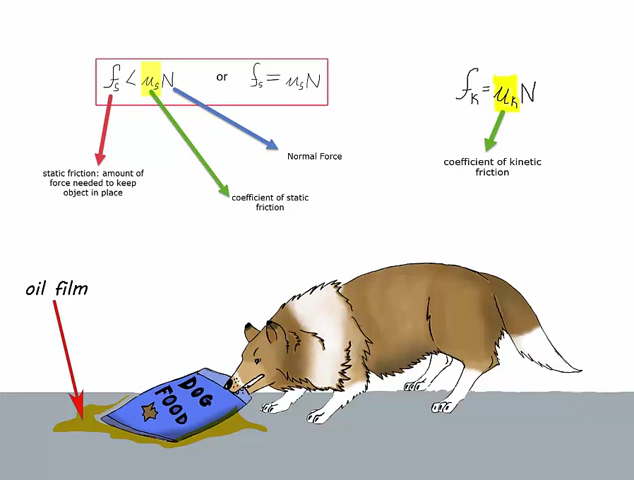 fₛ < μₛN or fₛ = μₛN
fₖ = μₖN
Normal Force
static friction: amount of
force needed to keep
object in place
coefficient of static
friction
coefficient of kinetic
friction
oil film
DOG
FOOD